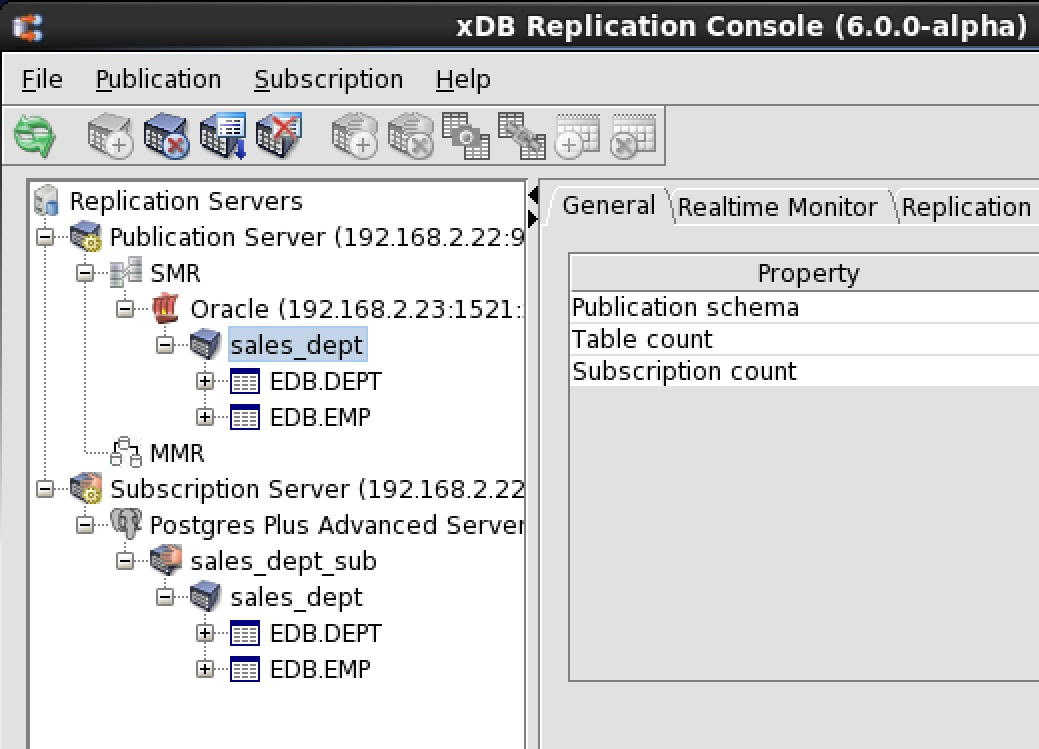 xDB Replication Console (6.0.0-alpha)
File Publication Subscription Help
Replication Servers
Publication Server (192.168.2.22:9
SMR
Oracle (192.168.2.23:1521:
sales_dept
EDB.DEPT
EDB.EMP
MMR
Subscription Server (192.168.2.22
Postgres Plus Advanced Server
sales_dept_sub
sales_dept
EDB.DEPT
EDB.EMP
General Realtime Monitor Replication
Property
Publication schema
Table count
Subscription count